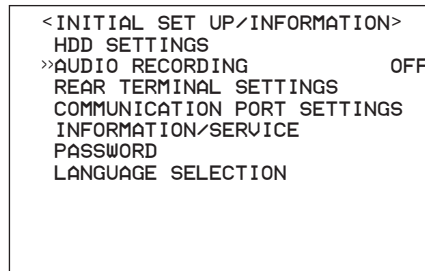 <INITIAL SET UP/INFORMATION>
HDD SETTINGS
»AUDIO RECORDING OFF
REAR TERMINAL SETTINGS
COMMUNICATION PORT SETTINGS
INFORMATION/SERVICE
PASSWORD
LANGUAGE SELECTION